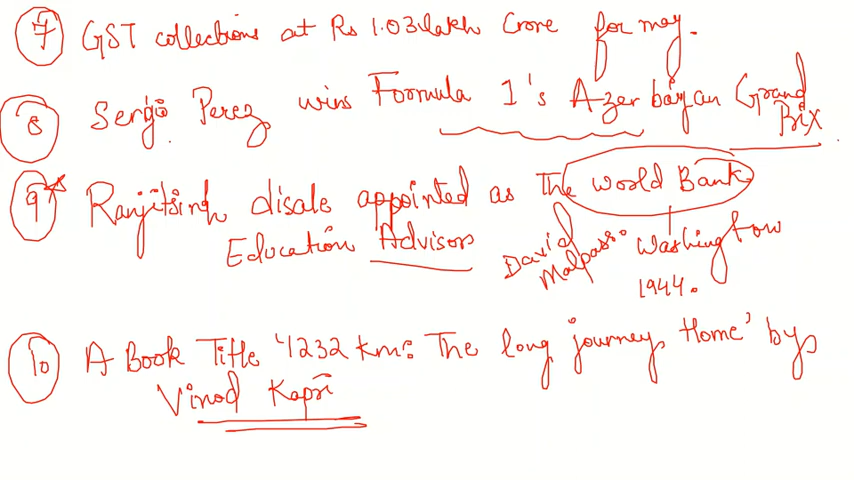 7 GST collections at Rs 1.03 lakh Crore for may.
8 Sergio Perez wins Formula 1's Azerbaijan Grand
Prix
9 Ranjitsinh disale appointed as The World Bank
Education Advisor
David
Malpass.
Washington
1944.
10 A Book Title '1232 km: The long journey Home' by
Vinod Kapri